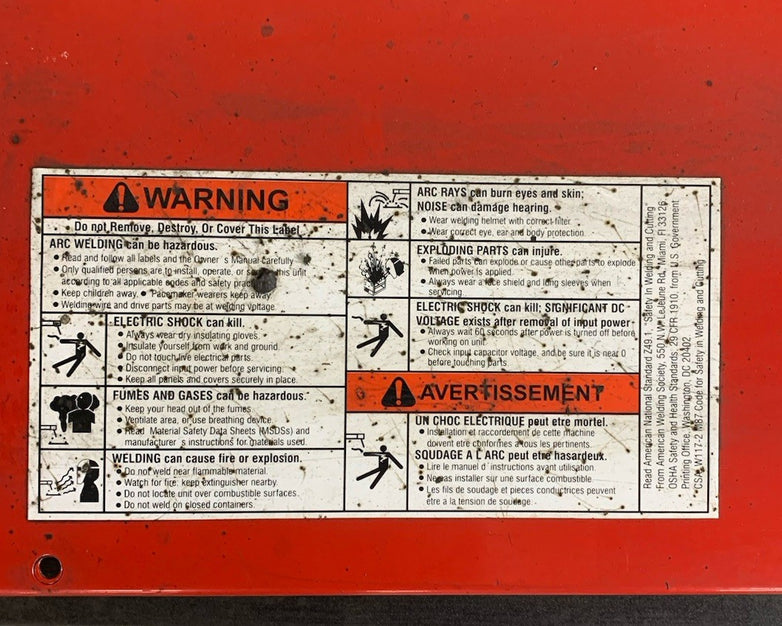 WARNING
Do not Remove, Destroy, Or Cover This Label
ARC WELDING can be hazardous.
● Read and follow all labels and the Owner's Manual carefully
● Only qualified persons are to install, operate, or service this unit
according to all applicable codes and safety practices
● Keep children away. ● Pacemaker wearers keep away
● Welding wire and drive parts may be at welding voltage.
ELECTRIC SHOCK can kill.
● Always wear dry insulating gloves.
● Insulate yourself from work and ground.
● Do not touch live electrical parts.
● Disconnect input power before servicing.
● Keep all panels and covers securely in place.
FUMES AND GASES can be hazardous.
● Keep your head out of the fumes
● Ventilate area, or use breathing device.
● Read Material Safety Data Sheets (MSDSs) and
manufacturer's instructions for materials used.
WELDING can cause fire or explosion.
● Do not weld near flammable material.
● Watch for fire: keep extinguisher nearby.
● Do not locate unit over combustible surfaces.
● Do not weld on closed containers.
ARC RAYS can burn eyes and skin;
NOISE can damage hearing.
● Wear welding helmet with correct filter.
● Wear correct eye, ear and body protection.
EXPLODING PARTS can injure.
● Failed parts can explode or cause other parts to explode
when power is applied.
● Always wear a face shield and long sleeves when
servicing.
ELECTRIC SHOCK can kill; SIGNIFICANT DC
VOLTAGE exists after removal of input power
● Always wait 60 seconds after power is turned off before
working on unit.
● Check input capacitor voltage, and be sure it is near 0
before touching parts.
AVERTISSEMENT
UN CHOC ELECTRIQUE peut etre mortel.
● Installation et raccordement de cette machine
doivent etre conformes a tous les pertinents.
SOUDAGE A L'ARC peut etre hasardeux.
● Lire le manuel d'instructions avant utilisation.
● Ne pas installer sur une surface combustible.
● Les fils de soudage et pieces conductrices peuvent
etre a la tension de soudage.
Read American National Standard Z49.1, "Safety In Welding and Cutting"
From American Welding Society, 550 N.W. LeJeune Rd., Miami, Fl 33126;
OSHA Safety and Health Standards, 29 CFR 1910, from U.S. Government
Printing Office, Washington, DC 20402
CSA, W117-2 M87 Code for Safety in Welding and Cutting